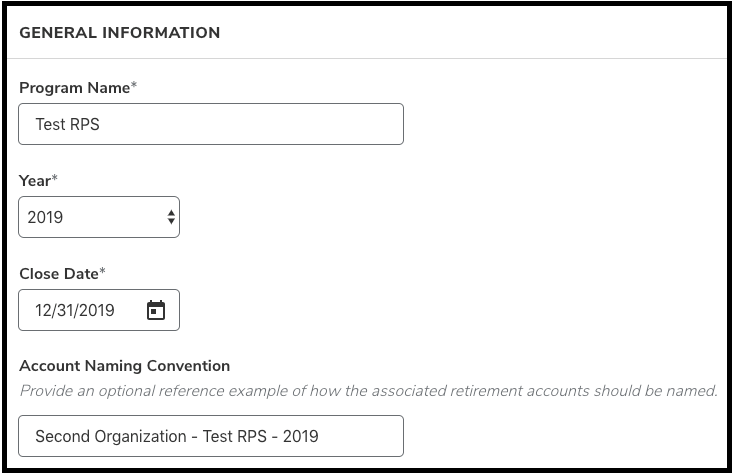 GENERAL INFORMATION
Program Name*
Test RPS
Year*
2019
Close Date*
12/31/2019
Account Naming Convention
Provide an optional reference example of how the associated retirement accounts should be named.
Second Organization - Test RPS - 2019